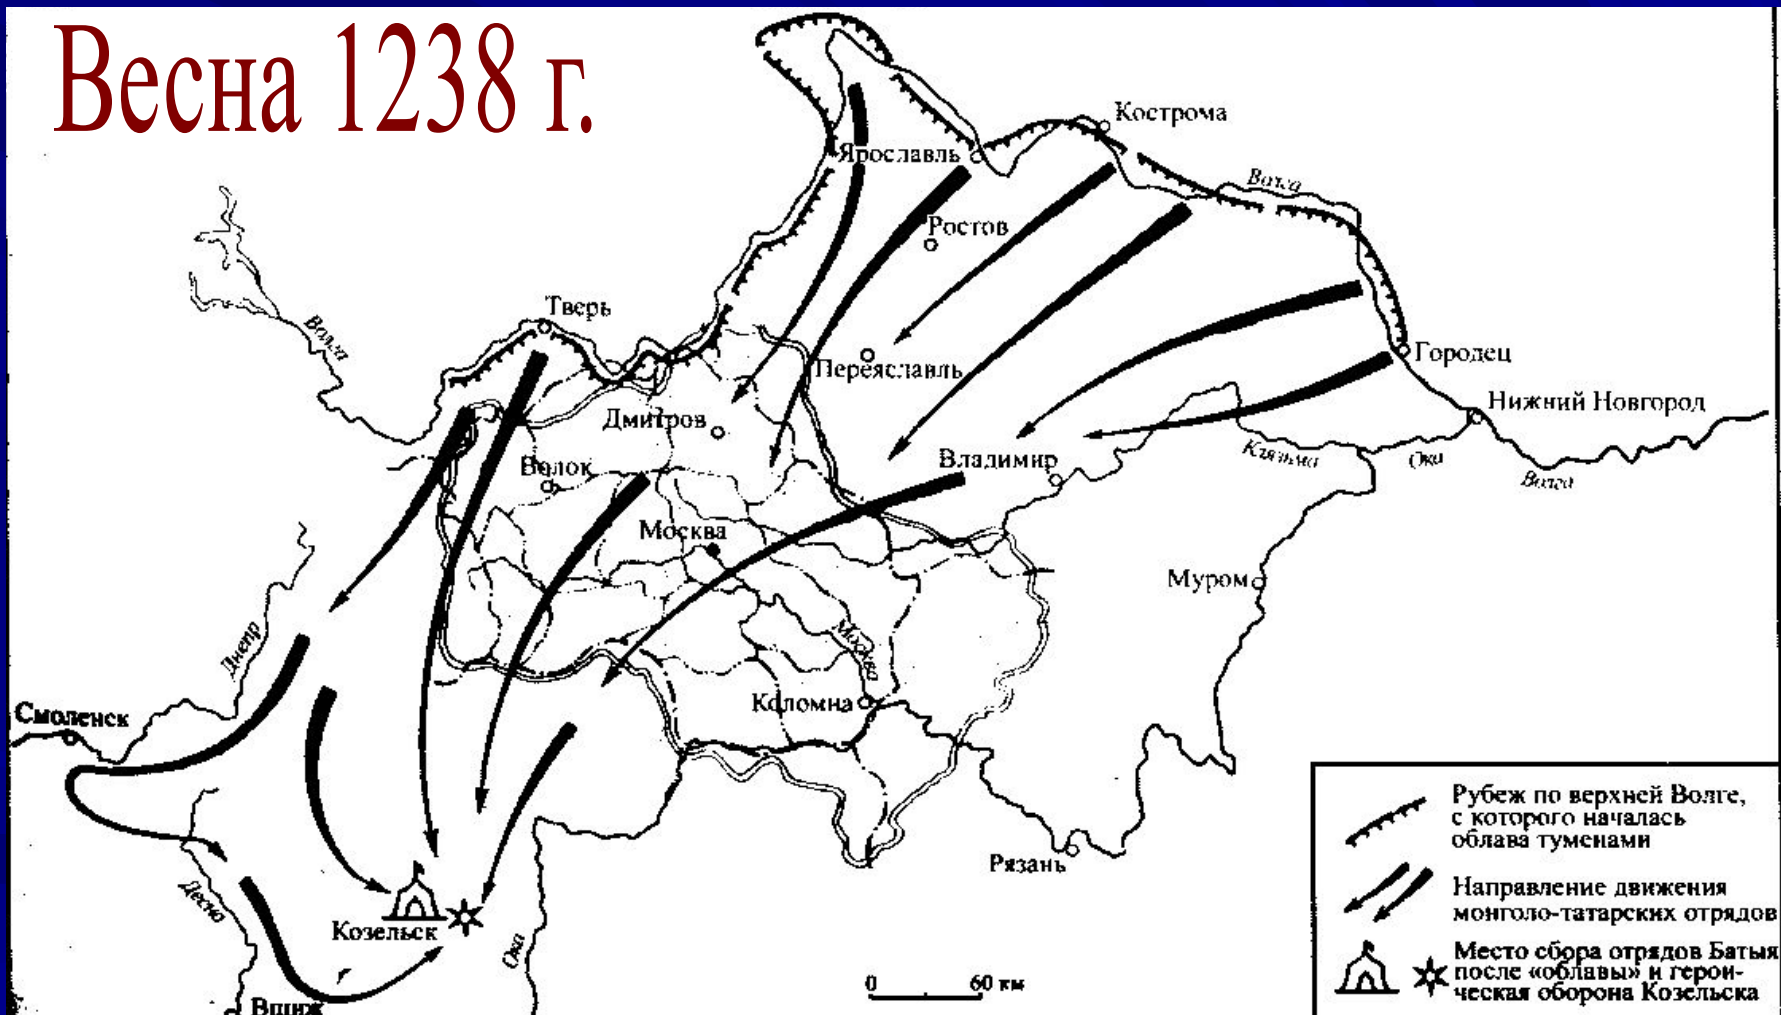 Весна 1238 г.
Кострома
Ярославль
Волга
Ростов
Тверь
Волга
Переяславль
Городец
Нижний Новгород
Дмитров
Владимир
Клязьма
Ока
Волга
Волок
Москва
Муром
Москва
Днепр
Коломна
Смоленск
Рязань
Десна
Козельск
Ока
Вщиж
0 60 км
Рубеж по верхней Волге,
с которого началась
облава туменами
Направление движения
монголо-татарских отрядов
Место сбора отрядов Батыя
после «облавы» и герои-
ческая оборона Козельска